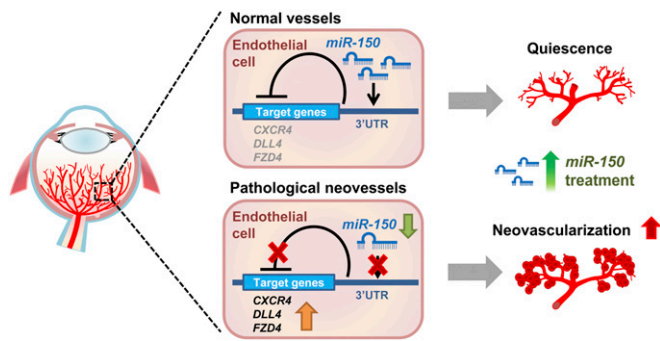 Normal vessels
Endothelial
cell
miR-150
Target genes
3'UTR
CXCR4
DLL4
FZD4
Quiescence
miR-150
treatment
Pathological neovessels
Endothelial
cell
miR-150
Target genes
3'UTR
CXCR4
DLL4
FZD4
Neovascularization